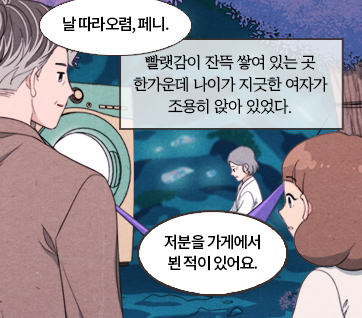 날 따라오렴, 페니.
빨랫감이 잔뜩 쌓여 있는 곳
한가운데 나이가 지긋한 여자가
조용히 앉아 있었다.
저분을 가게에서
뵌 적이 있어요.